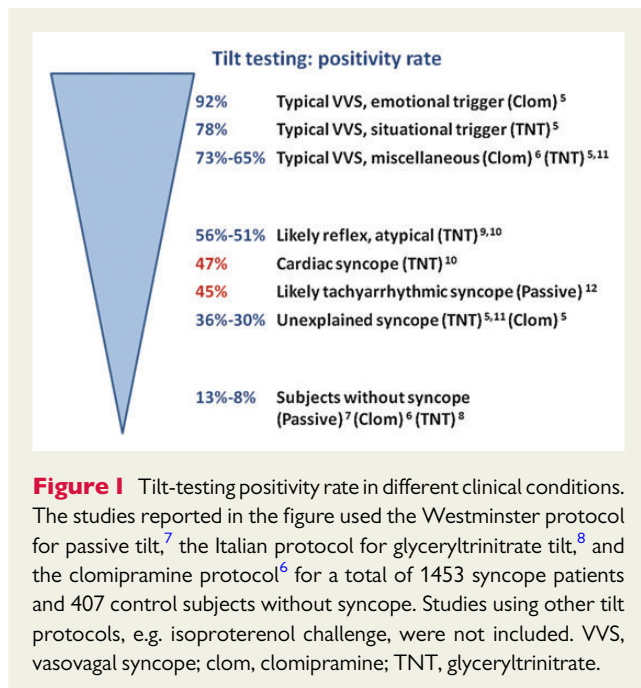 Tilt testing: positivity rate
92% Typical VVS, emotional trigger (Clom) 5
78% Typical VVS, situational trigger (TNT) 5
73%-65% Typical VVS, miscellaneous (Clom) 6 (TNT) 5,11
56%-51% Likely reflex, atypical (TNT) 9,10
47% Cardiac syncope (TNT) 10
45% Likely tachyarrhythmic syncope (Passive) 12
36%-30% Unexplained syncope (TNT) 5,11 (Clom) 5
13%-8% Subjects without syncope
(Passive) 7 (Clom) 6 (TNT) 8
Figure I Tilt-testing positivity rate in different clinical conditions.
The studies reported in the figure used the Westminster protocol
for passive tilt,7 the Italian protocol for glyceryltrinitrate tilt,8 and
the clomipramine protocol6 for a total of 1453 syncope patients
and 407 control subjects without syncope. Studies using other tilt
protocols, e.g. isoproterenol challenge, were not included. VVS,
vasovagal syncope; clom, clomipramine; TNT, glyceryltrinitrate.